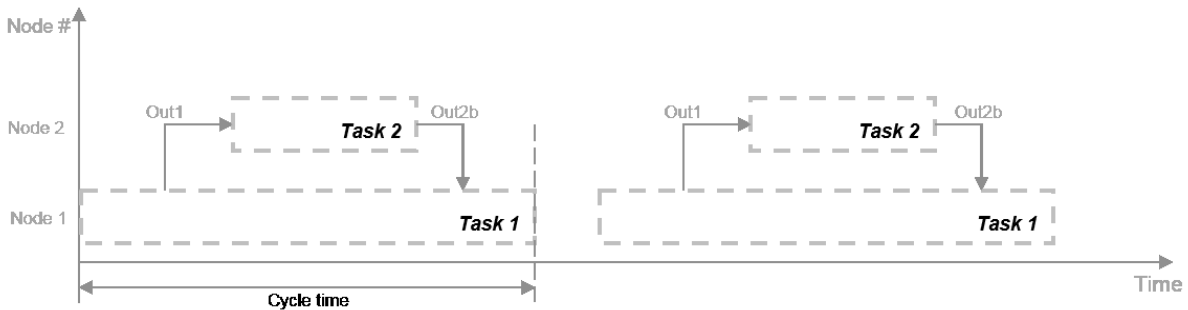 Node #
Out1
Out2b
Out1
Out2b
Node 2
Task 2
Task 2
Node 1
Task 1
Task 1
Time
Cycle time